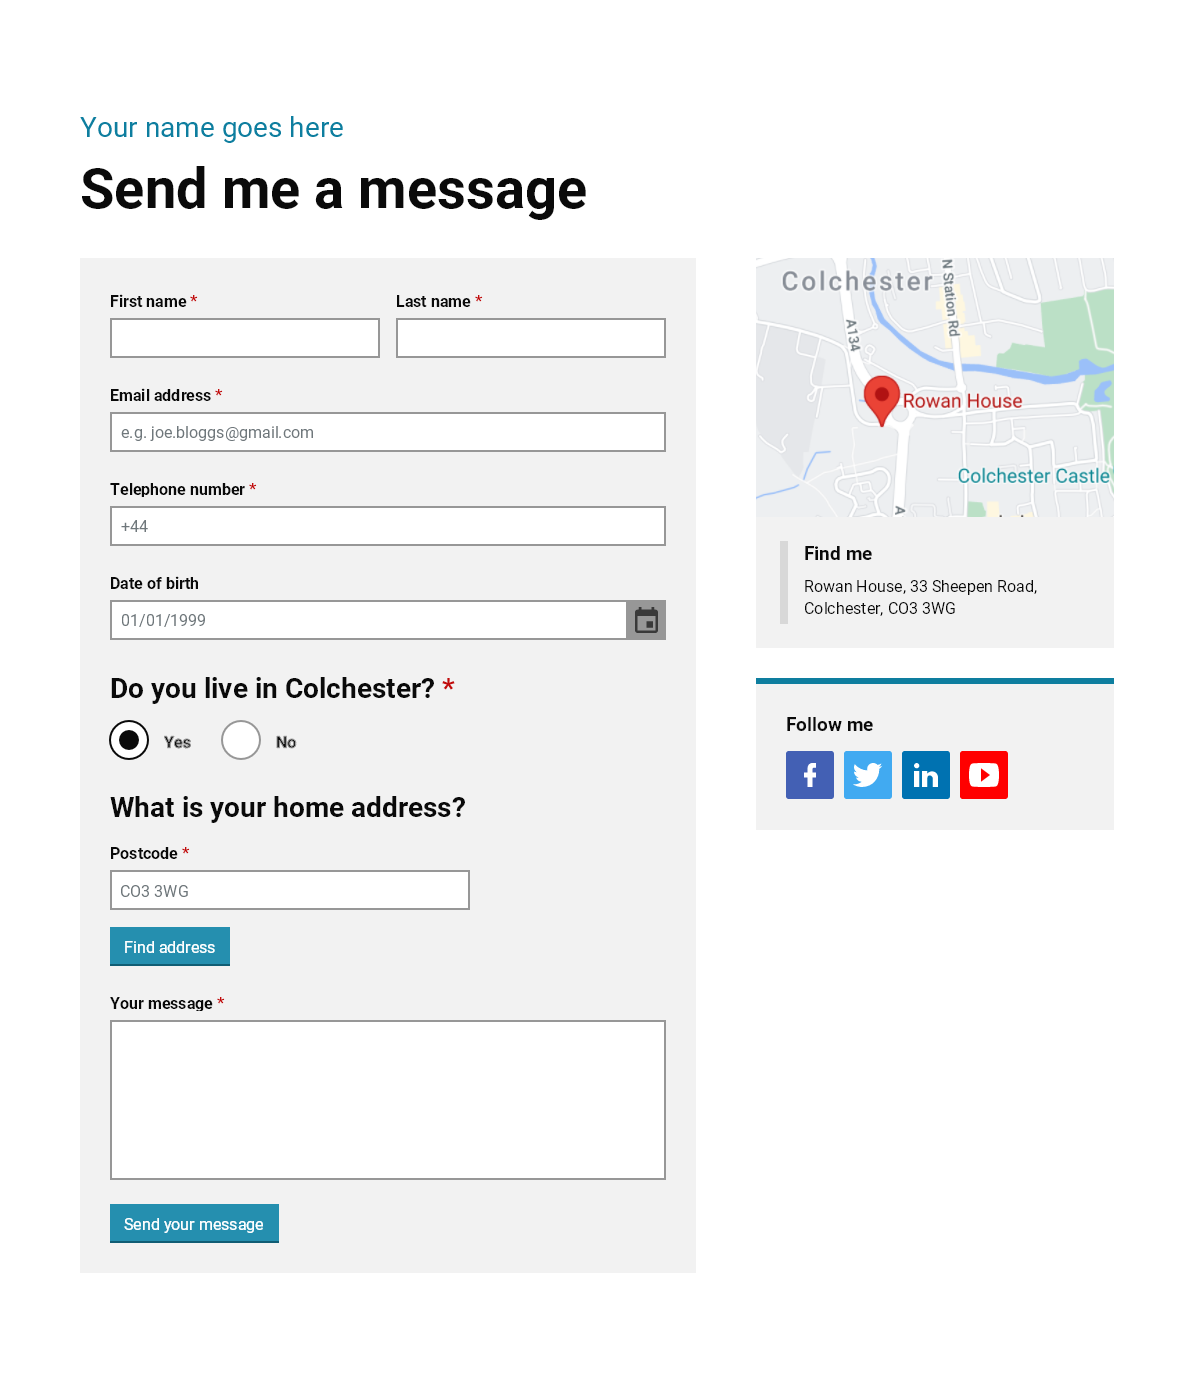 Your name goes here
Send me a message
First name *
Last name *
Email address *
e.g. joe.bloggs@gmail.com
Telephone number *
+44
Date of birth
01/01/1999
Do you live in Colchester? *
Yes
No
What is your home address?
Postcode *
CO3 3WG
Find address
Your message *
Send your message
Colchester
N Station Rd
A134
Rowan House
Colchester Castle
A
Find me
Rowan House, 33 Sheepen Road,
Colchester, CO3 3WG
Follow me
f
in